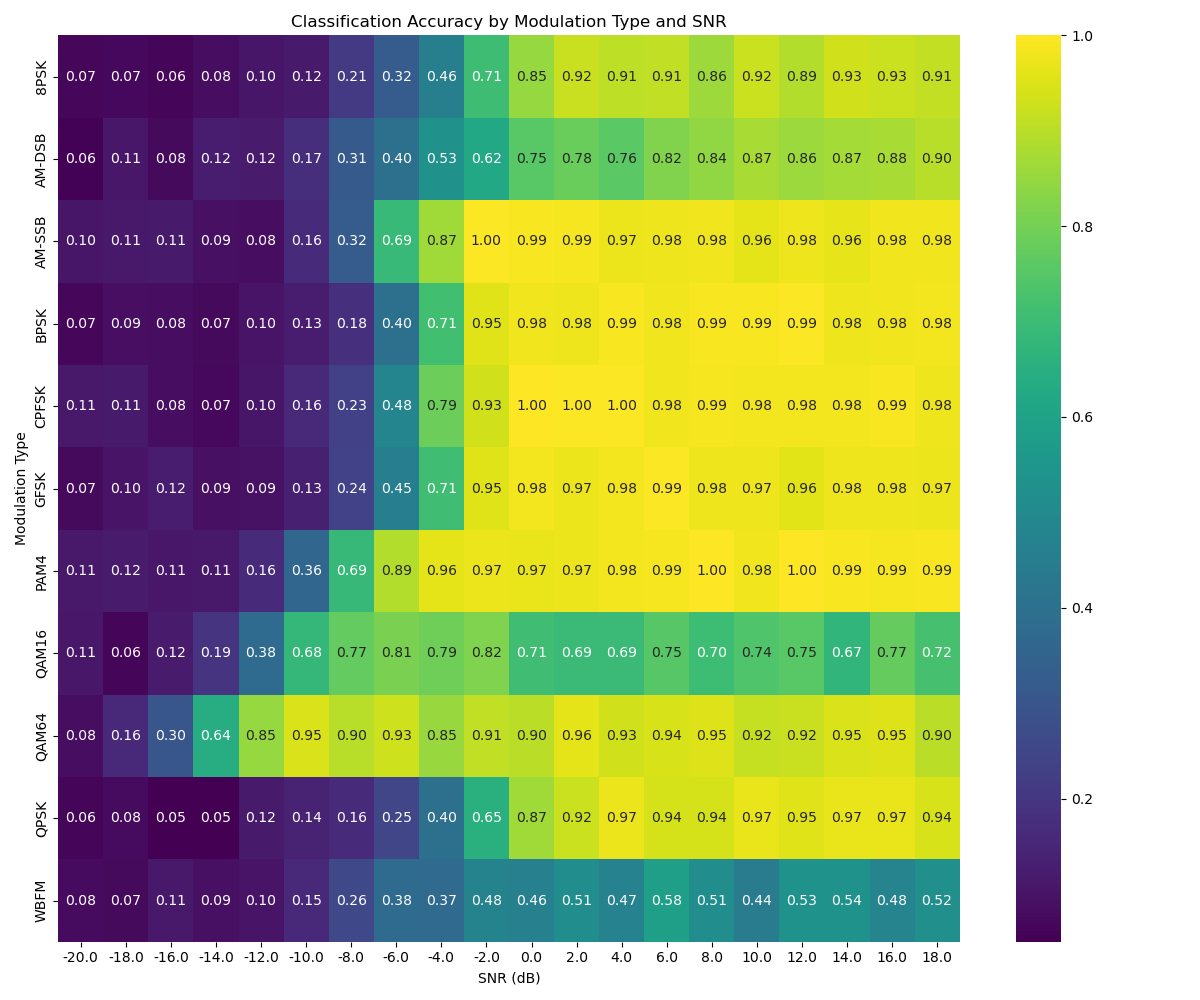 Classification Accuracy by Modulation Type and SNR
Modulation Type
8PSK 0.07 0.07 0.06 0.08 0.10 0.12 0.21 0.32 0.46 0.71 0.85 0.92 0.91 0.91 0.86 0.92 0.89 0.93 0.93 0.91
AM-DSB 0.06 0.11 0.08 0.12 0.12 0.17 0.31 0.40 0.53 0.62 0.75 0.78 0.76 0.82 0.84 0.87 0.86 0.87 0.88 0.90
AM-SSB 0.10 0.11 0.11 0.09 0.08 0.16 0.32 0.69 0.87 1.00 0.99 0.99 0.97 0.98 0.98 0.96 0.98 0.96 0.98 0.98
BPSK 0.07 0.09 0.08 0.07 0.10 0.13 0.18 0.40 0.71 0.95 0.98 0.98 0.99 0.98 0.99 0.99 0.99 0.98 0.98 0.98
CPFSK 0.11 0.11 0.08 0.07 0.10 0.16 0.23 0.48 0.79 0.93 1.00 1.00 1.00 0.98 0.99 0.98 0.98 0.98 0.99 0.98
GFSK 0.07 0.10 0.12 0.09 0.09 0.13 0.24 0.45 0.71 0.95 0.98 0.97 0.98 0.99 0.98 0.97 0.96 0.98 0.98 0.97
PAM4 0.11 0.12 0.11 0.11 0.16 0.36 0.69 0.89 0.96 0.97 0.97 0.97 0.98 0.99 1.00 0.98 1.00 0.99 0.99 0.99
QAM16 0.11 0.06 0.12 0.19 0.38 0.68 0.77 0.81 0.79 0.82 0.71 0.69 0.69 0.75 0.70 0.74 0.75 0.67 0.77 0.72
QAM64 0.08 0.16 0.30 0.64 0.85 0.95 0.90 0.93 0.85 0.91 0.90 0.96 0.93 0.94 0.95 0.92 0.92 0.95 0.95 0.90
QPSK 0.06 0.08 0.05 0.05 0.12 0.14 0.16 0.25 0.40 0.65 0.87 0.92 0.97 0.94 0.94 0.97 0.95 0.97 0.97 0.94
WBFM 0.08 0.07 0.11 0.09 0.10 0.15 0.26 0.38 0.37 0.48 0.46 0.51 0.47 0.58 0.51 0.44 0.53 0.54 0.48 0.52
-20.0 -18.0 -16.0 -14.0 -12.0 -10.0 -8.0 -6.0 -4.0 -2.0 0.0 2.0 4.0 6.0 8.0 10.0 12.0 14.0 16.0 18.0
SNR (dB)
1.0
0.8
0.6
0.4
0.2